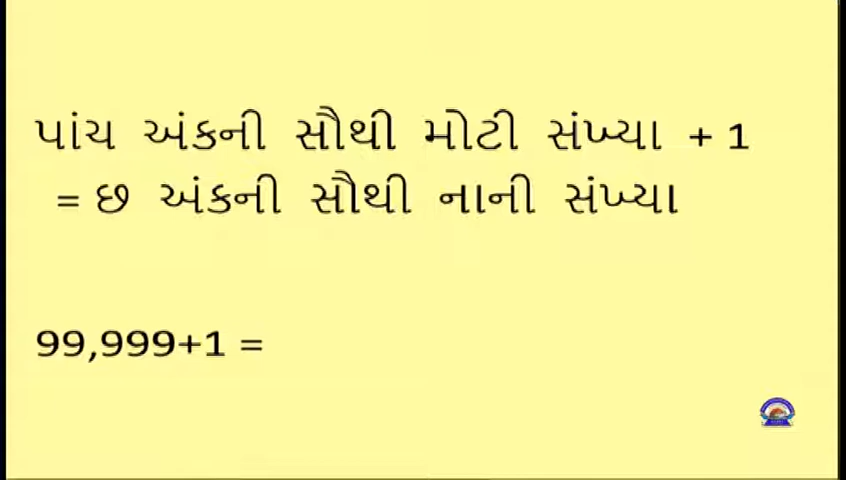 પાંચ અંકની સૌથી મોટી સંખ્યા + 1
= છ અંકની સૌથી નાની સંખ્યા
99,999+1 =